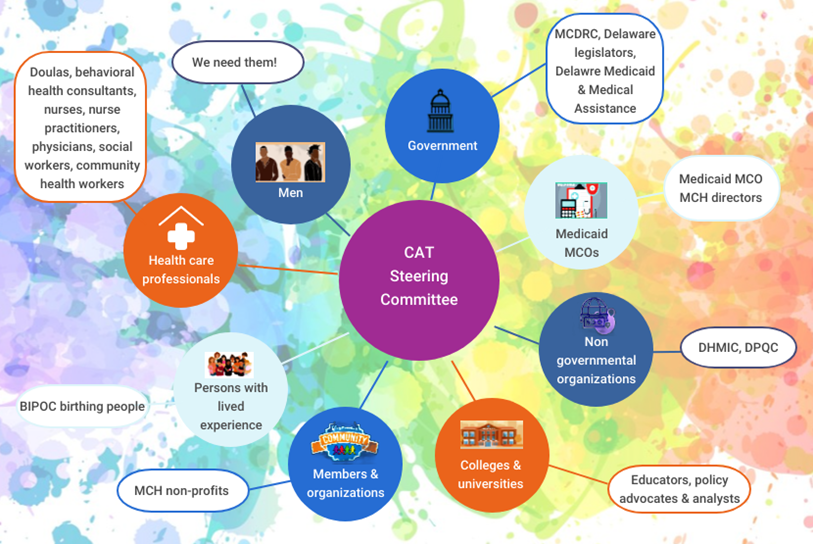 CAT
Steering
Committee
Government
MCDRC, Delaware
legislators,
Delawre Medicaid
& Medical
Assistance
Medicaid
MCOs
Medicaid MCO
MCH directors
Non
governmental
organizations
DHMIC, DPQC
Colleges &
universities
Educators, policy
advocates & analysts
COMMUNITY
Members &
organizations
MCH non-profits
Persons with
lived
experience
BIPOC birthing people
Health care
professionals
Doulas, behavioral
health consultants,
nurses, nurse
practitioners,
physicians, social
workers, community
health workers
Men
We need them!